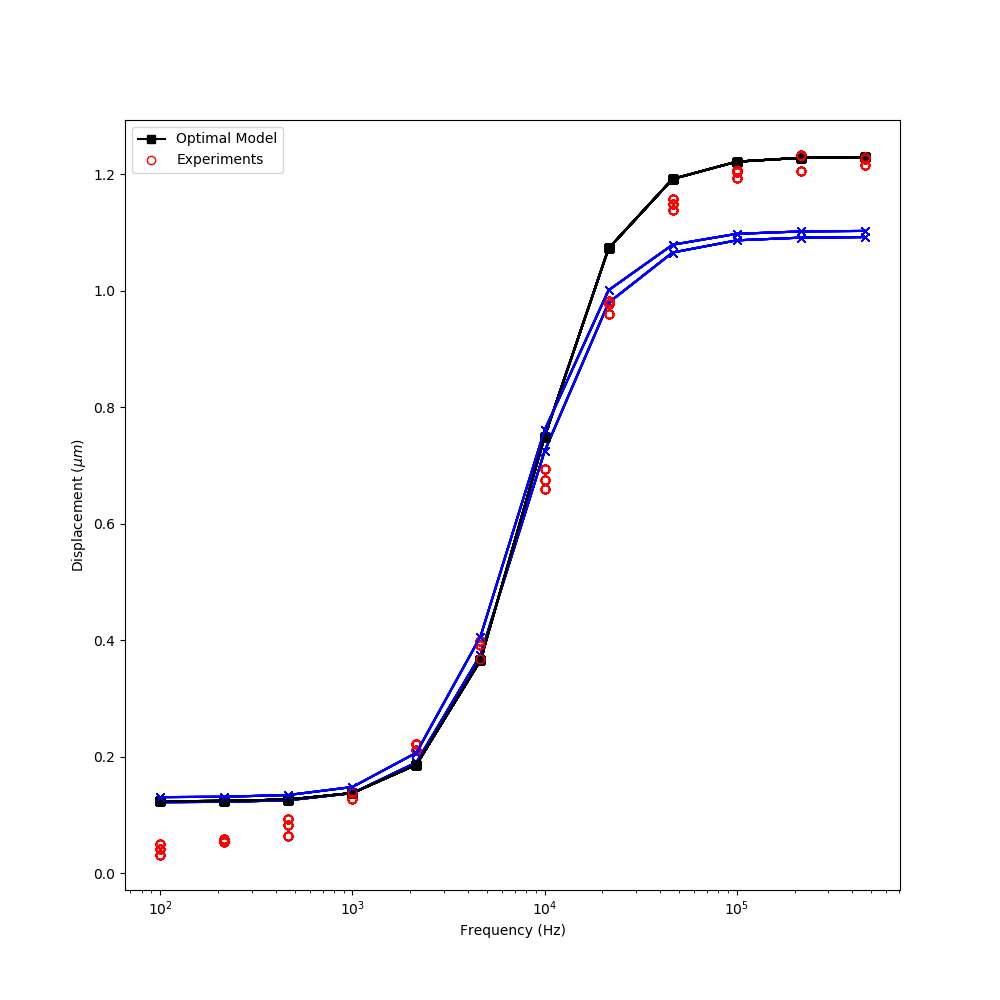 Optimal Model
Experiments
1.2
1.0
0.8
0.6
0.4
0.2
0.0
Displacement (μm)
10²
10³
10⁴
10⁵
Frequency (Hz)